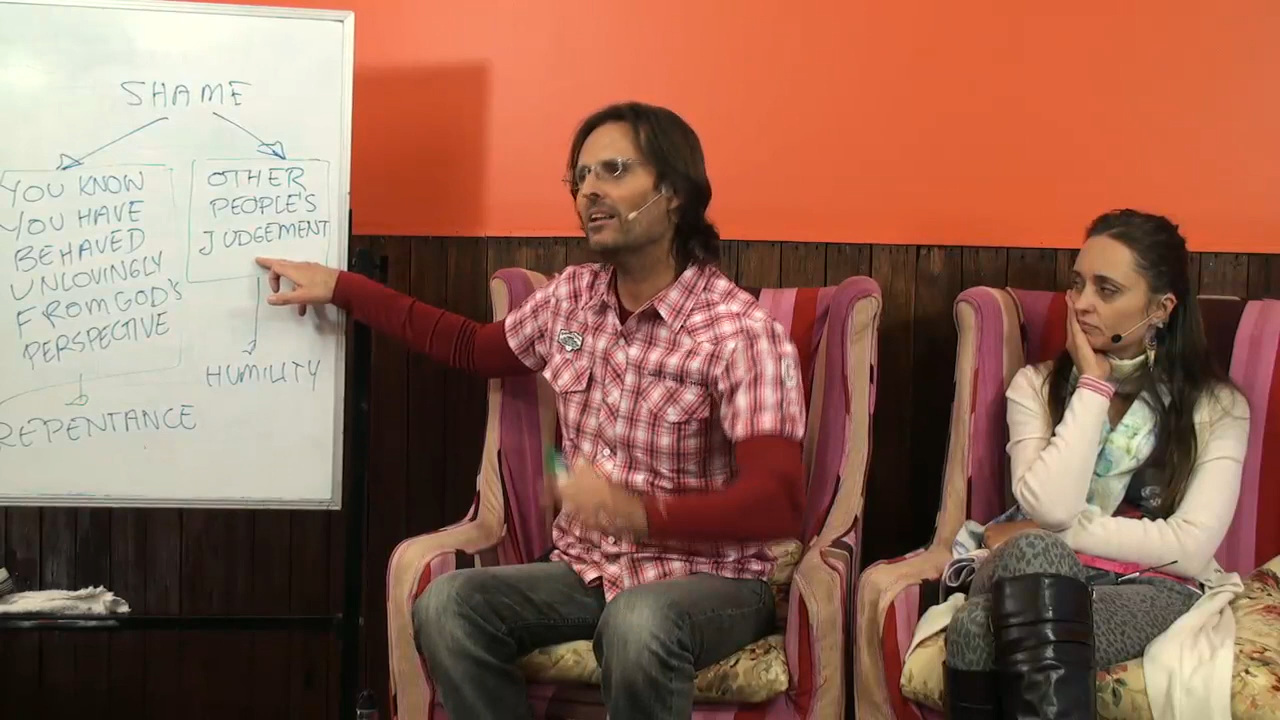 SHAME
YOU KNOW
YOU HAVE
BEHAVED
UNLOVINGLY
FROM GOD'S
PERSPECTIVE
REPENTANCE
OTHER
PEOPLE'S
JUDGEMENT
HUMILITY